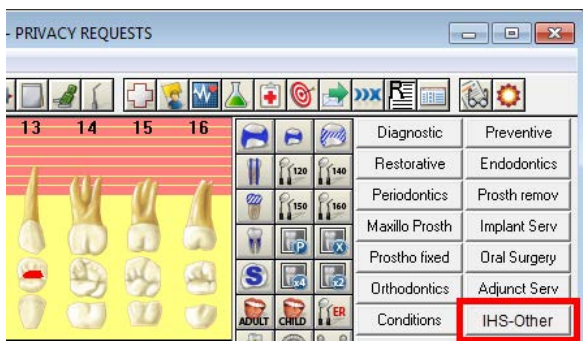 - PRIVACY REQUESTS
13 14 15 16
Diagnostic Preventive
120 140 Restorative Endodontics
150 160 Periodontics Prosth remov
Maxillo Prosth Implant Serv
P X Prostho fixed Oral Surgery
S x4 x2 Orthodontics Adjunct Serv
ADULT CHILD ER Conditions IHS-Other